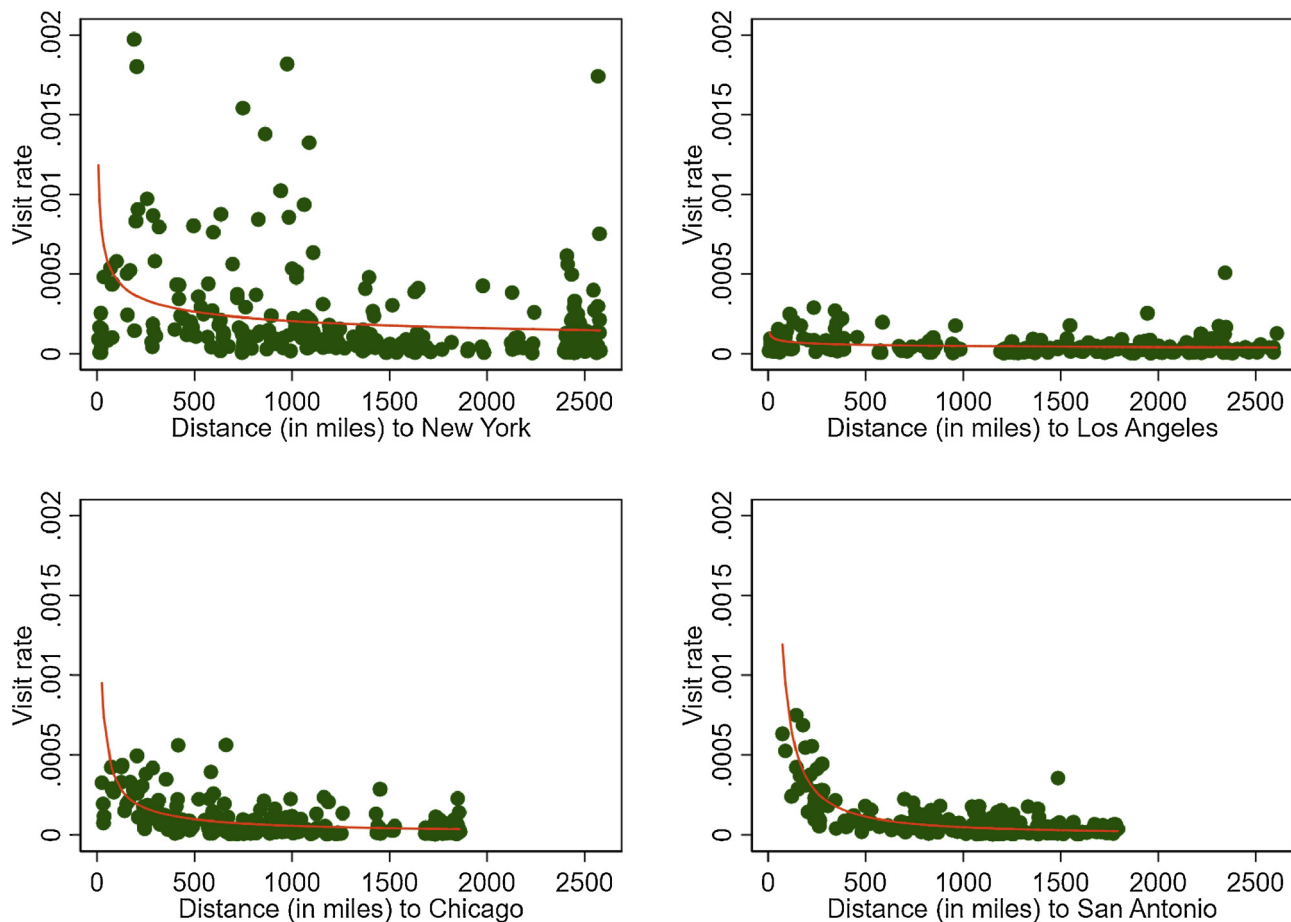 Visit rate
.002
.0015
.001
.0005
0
0 500 1000 1500 2000 2500
Distance (in miles) to New York
Visit rate
.002
.0015
.001
.0005
0
0 500 1000 1500 2000 2500
Distance (in miles) to Los Angeles
Visit rate
.002
.0015
.001
.0005
0
0 500 1000 1500 2000 2500
Distance (in miles) to Chicago
Visit rate
.002
.0015
.001
.0005
0
0 500 1000 1500 2000 2500
Distance (in miles) to San Antonio